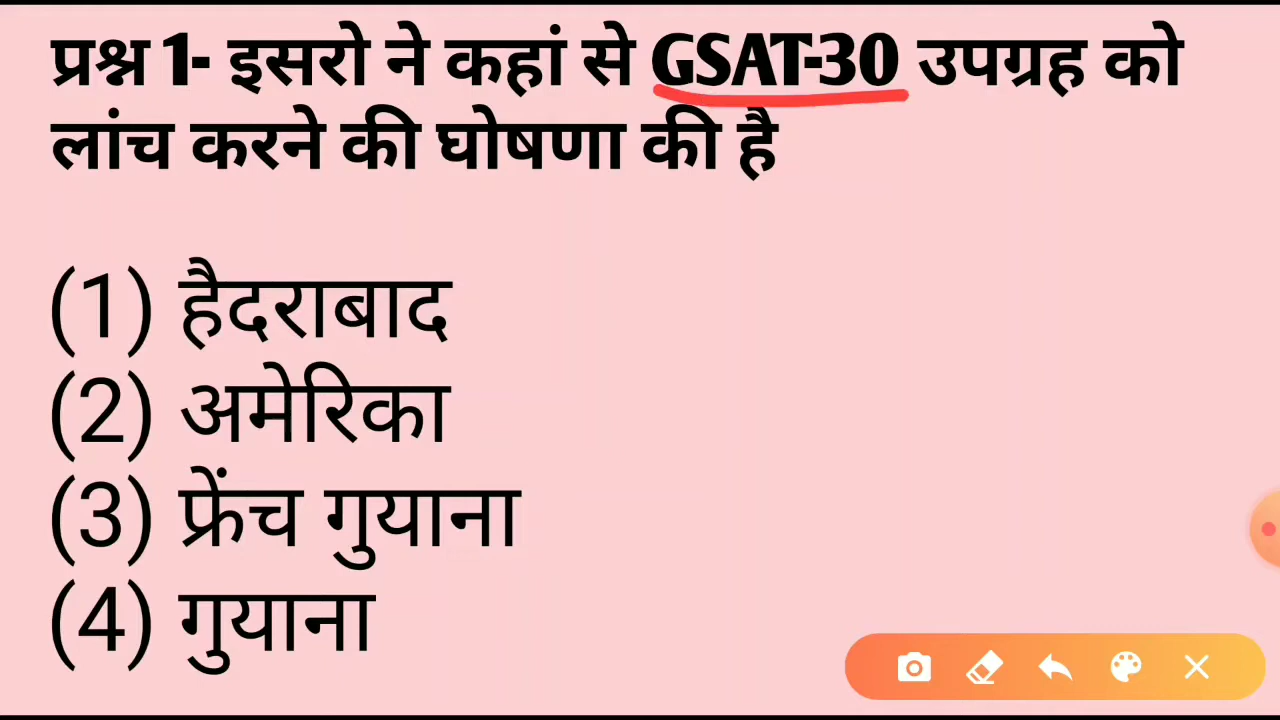 प्रश्न 1- इसरो ने कहां से GSAT-30 उपग्रह को
लांच करने की घोषणा की है
(1) हैदराबाद
(2) अमेरिका
(3) फ्रेंच गुयाना
(4) गुयाना